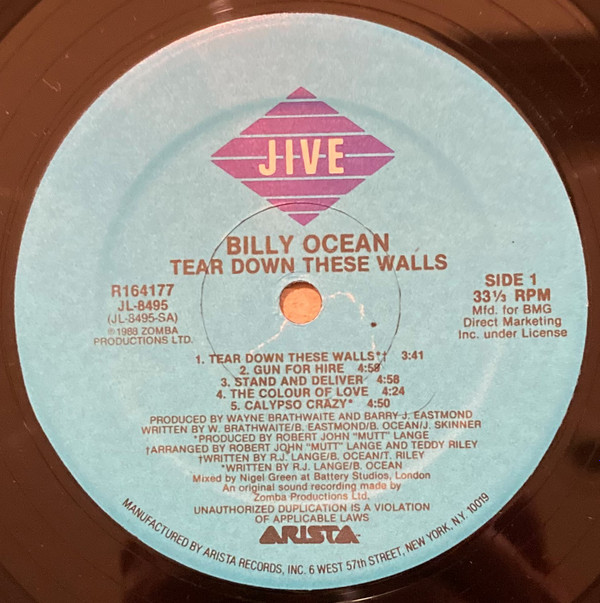 JIVE
BILLY OCEAN
TEAR DOWN THESE WALLS
R164177
JL-8495
(JL-8495-SA)
℗1988 ZOMBA
PRODUCTIONS LTD.
SIDE 1
33⅓ RPM
Mfd. for BMG
Direct Marketing
Inc. under License
1. TEAR DOWN THESE WALLS*† 3:41
2. GUN FOR HIRE 4:58
3. STAND AND DELIVER 4:58
4. THE COLOUR OF LOVE 4:24
5. CALYPSO CRAZY* 4:50
PRODUCED BY WAYNE BRATHWAITE AND BARRY J. EASTMOND
WRITTEN BY W. BRATHWAITE/B. EASTMOND/B. OCEAN/J. SKINNER
*PRODUCED BY ROBERT JOHN "MUTT" LANGE
†ARRANGED BY ROBERT JOHN "MUTT" LANGE AND TEDDY RILEY
†WRITTEN BY R.J. LANGE/B. OCEAN/T. RILEY
*WRITTEN BY R.J. LANGE/B. OCEAN
Mixed by Nigel Green at Battery Studios, London
An original sound recording made by
Zomba Productions Ltd.
UNAUTHORIZED DUPLICATION IS A VIOLATION
OF APPLICABLE LAWS
ARISTA
MANUFACTURED BY ARISTA RECORDS, INC. 6 WEST 57th STREET, NEW YORK, N.Y. 10019